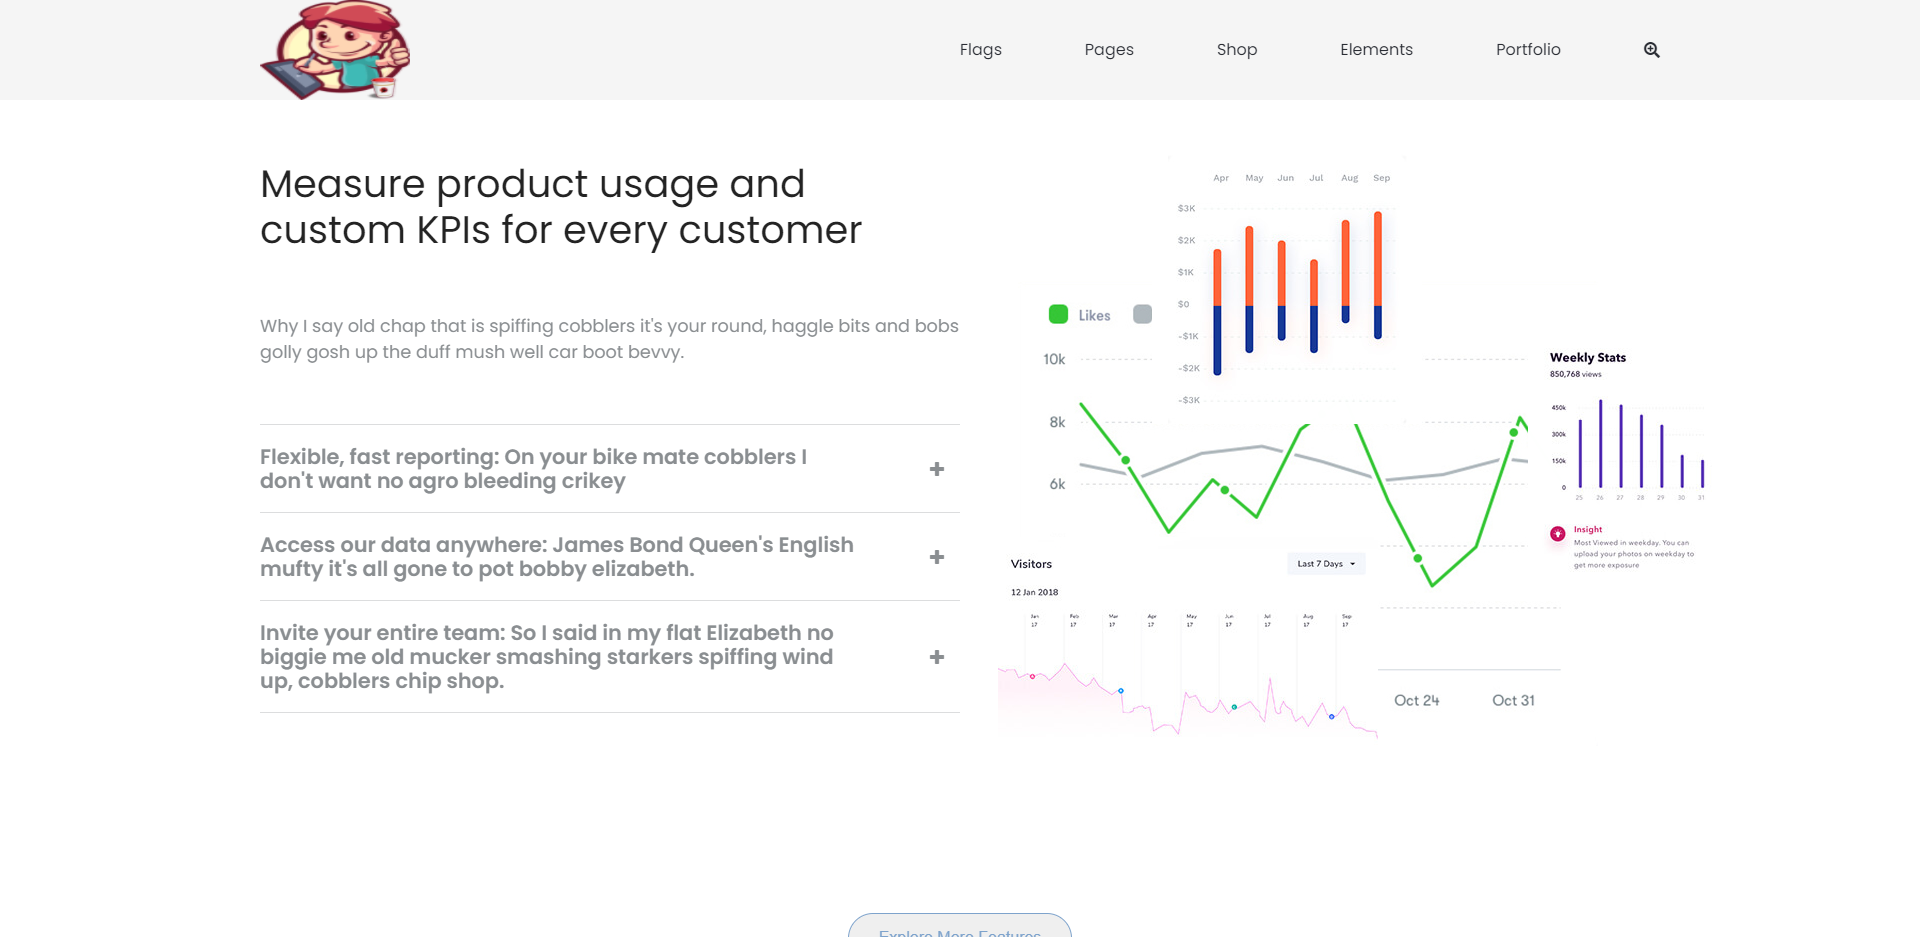 Flags
Pages
Shop
Elements
Portfolio
Measure product usage and
custom KPIs for every customer
Why I say old chap that is spiffing cobblers it's your round, haggle bits and bobs
golly gosh up the duff mush well car boot bevvy.
Flexible, fast reporting: On your bike mate cobblers I
don't want no agro bleeding crikey
Access our data anywhere: James Bond Queen's English
mufty it's all gone to pot bobby elizabeth.
Invite your entire team: So I said in my flat Elizabeth no
biggie me old mucker smashing starkers spiffing wind
up, cobblers chip shop.
Apr May Jun Jul Aug Sep
$3K
$2K
$1K
$0
-$1K
-$2K
-$3K
Likes
10k
8k
6k
Oct 24 Oct 31
Weekly Stats
850,768 views
450k
300k
150k
0
25 26 27 28 29 30 31
Insight
Most Viewed in weekday. You can
upload your photos on weekday to
get more exposure
Visitors
Last 7 Days
12 Jan 2018
Jan Feb Mar Apr May Jun Jul Aug Sep
17 17 17 17 17 17 17 17 17
Explore More Features